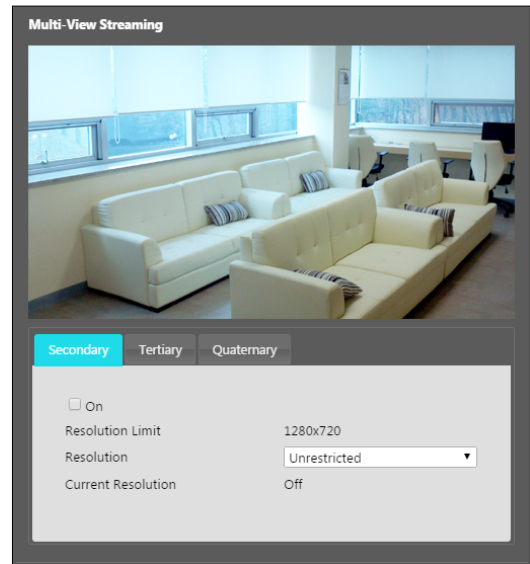 Multi-View Streaming
Secondary Tertiary Quaternary
On
Resolution Limit 1280x720
Resolution Unrestricted
Current Resolution Off